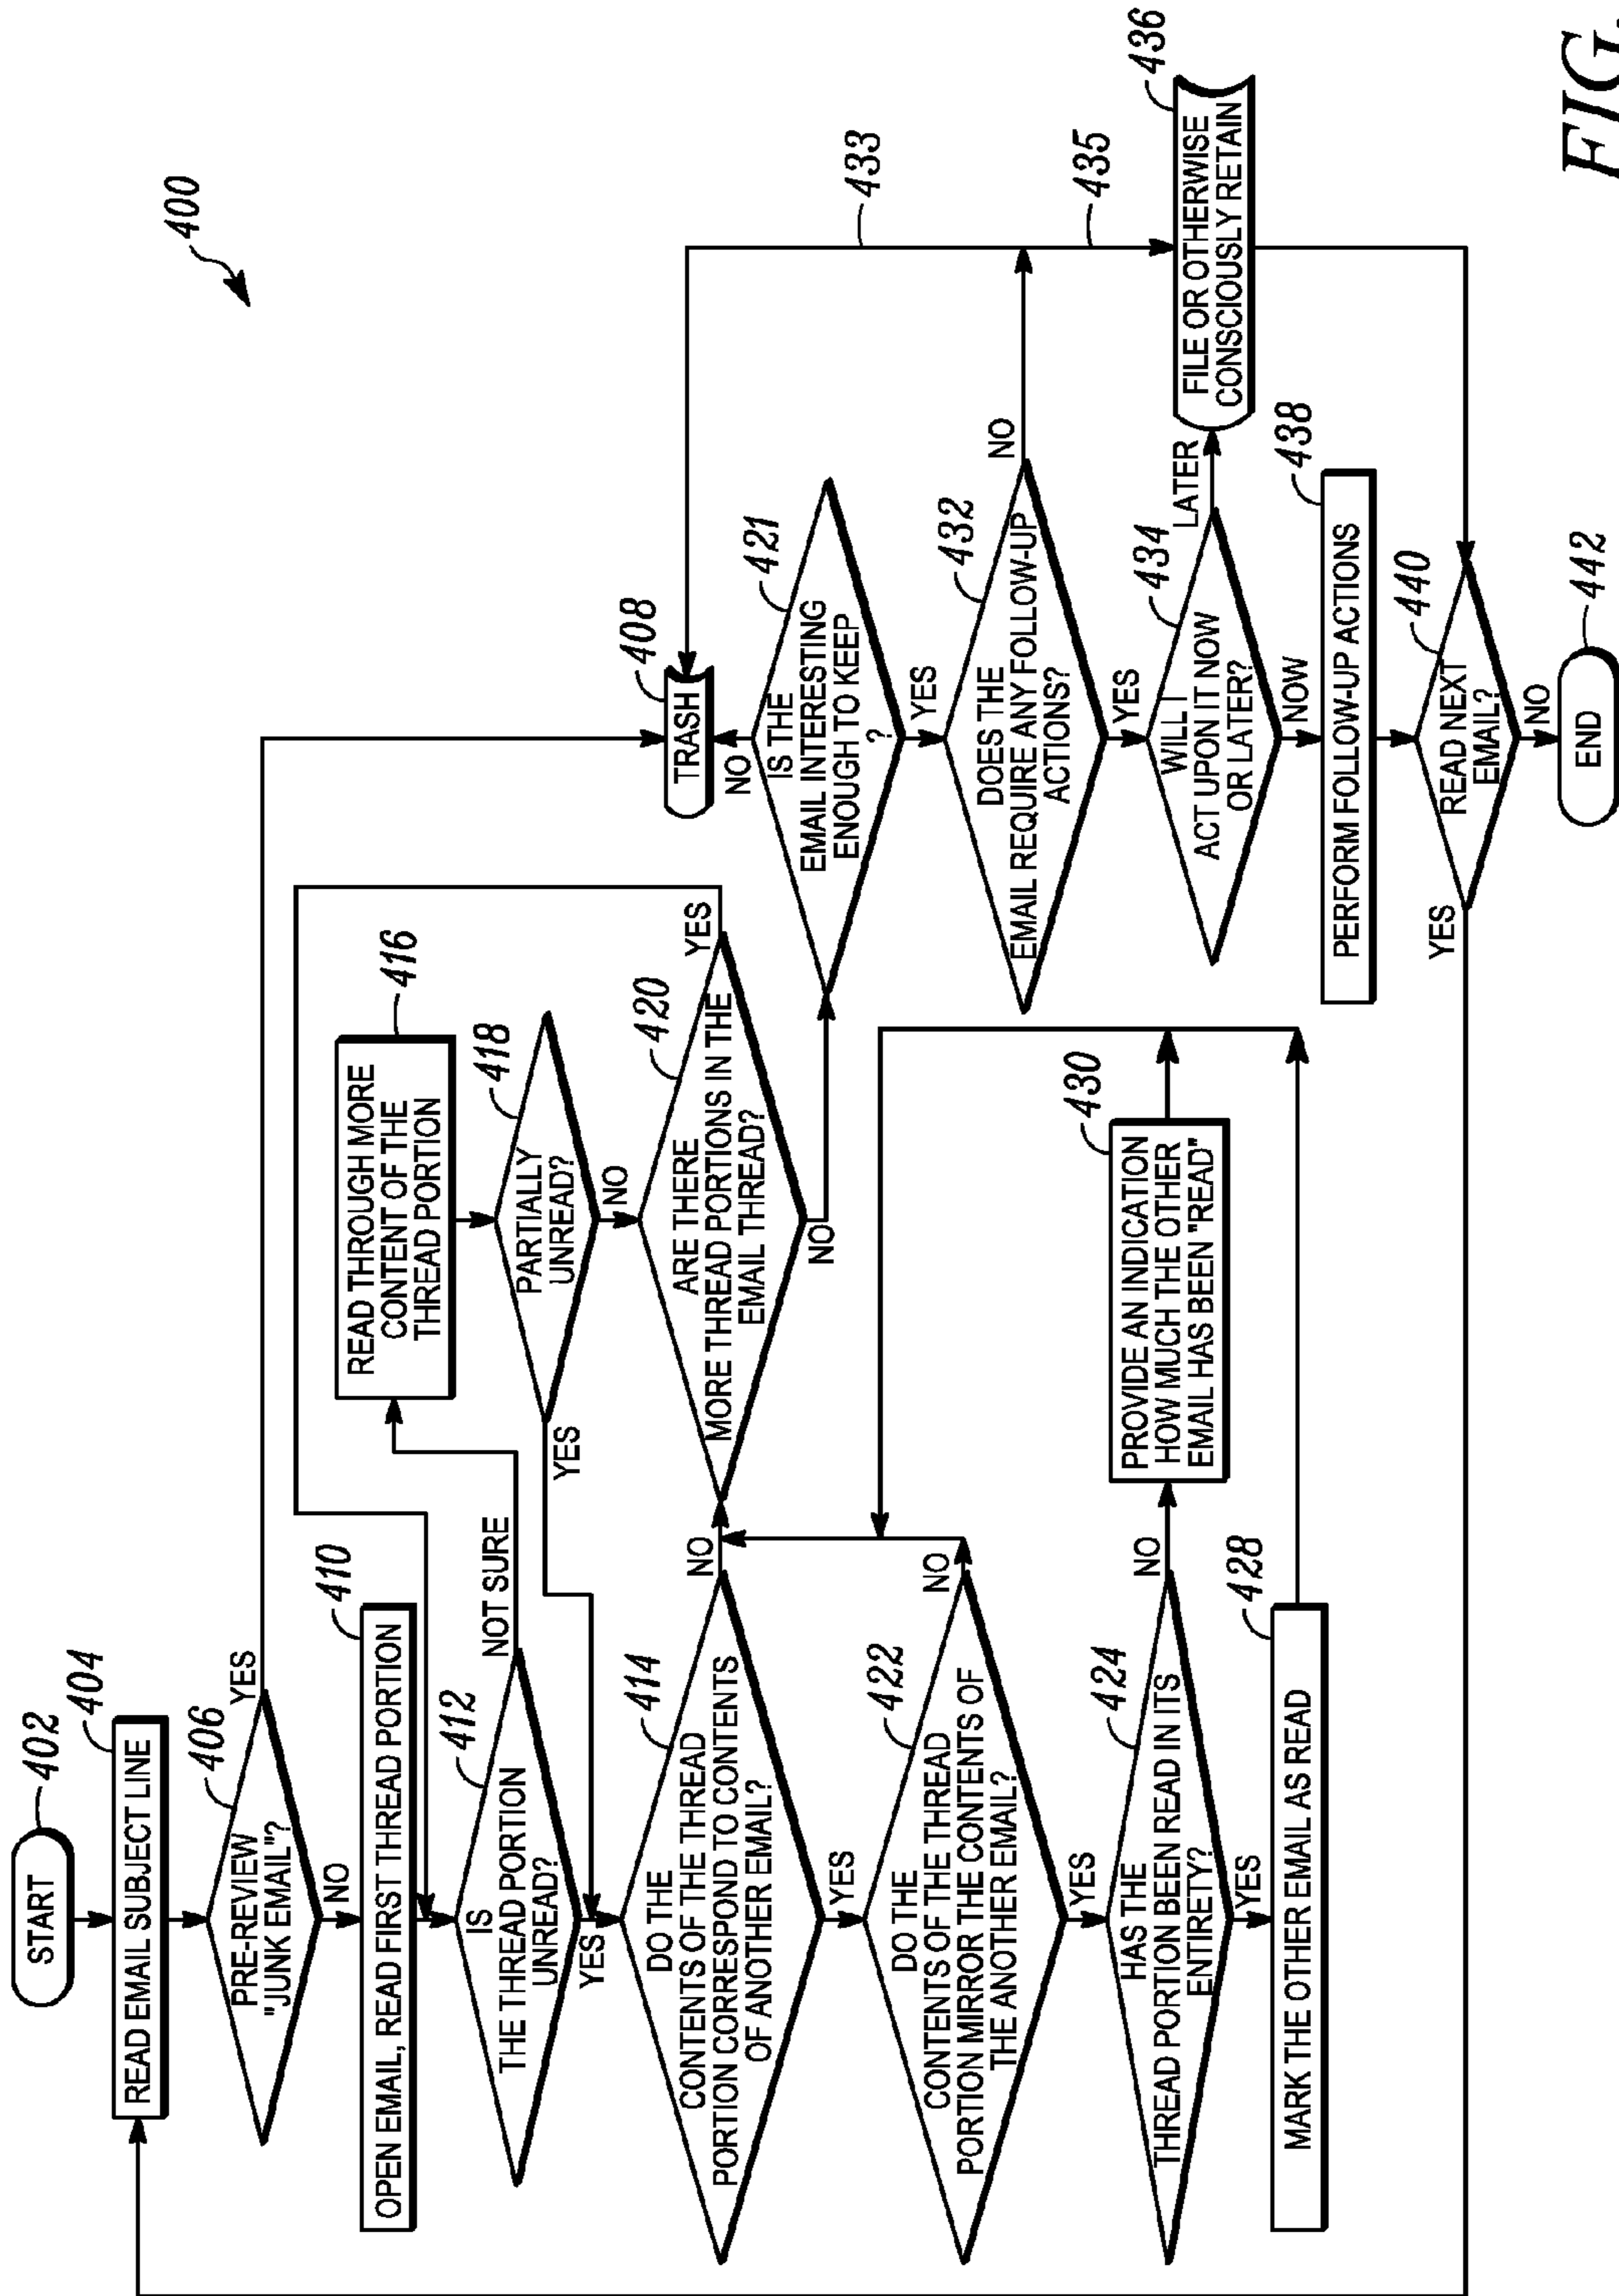 400
START
402
READ EMAIL SUBJECT LINE
404
PRE-REVIEW
"JUNK EMAIL"?
406
YES
NO
TRASH
408
OPEN EMAIL, READ FIRST THREAD PORTION
410
IS
THE THREAD PORTION
UNREAD?
412
NOT SURE
YES
READ THROUGH MORE
CONTENT OF THE
THREAD PORTION
416
PARTIALLY
UNREAD?
418
YES
NO
DO THE
CONTENTS OF THE THREAD
PORTION CORRESPOND TO CONTENTS
OF ANOTHER EMAIL?
414
NO
YES
ARE THERE
MORE THREAD PORTIONS IN THE
EMAIL THREAD?
420
YES
NO
DO THE
CONTENTS OF THE THREAD
PORTION MIRROR THE CONTENTS OF
THE ANOTHER EMAIL?
422
NO
YES
HAS THE
THREAD PORTION BEEN READ IN ITS
ENTIRETY?
424
NO
YES
PROVIDE AN INDICATION
HOW MUCH THE OTHER
EMAIL HAS BEEN "READ"
430
MARK THE OTHER EMAIL AS READ
428
IS THE
EMAIL INTERESTING
ENOUGH TO KEEP
?
421
NO
YES
DOES THE
EMAIL REQUIRE ANY FOLLOW-UP
ACTIONS?
432
NO
YES
433
435
WILL I
ACT UPON IT NOW
OR LATER?
434
LATER
NOW
FILE OR OTHERWISE
CONSCIOUSLY RETAIN
436
PERFORM FOLLOW-UP ACTIONS
438
READ NEXT
EMAIL?
440
YES
NO
END
442
FIG.